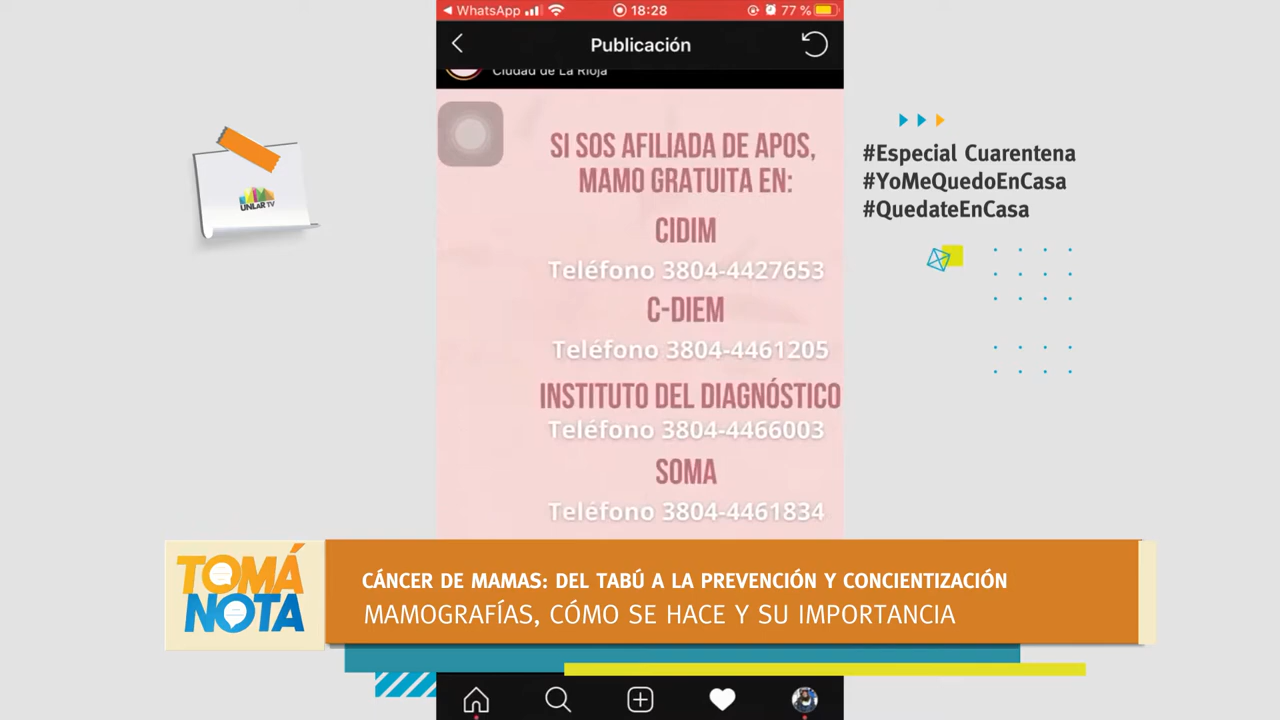 WhatsApp
18:28
77 %
Publicación
Ciudad de La Rioja
SI SOS AFILIADA DE APOS,
MAMO GRATUITA EN:
CIDIM
Teléfono 3804-4427653
C-DIEM
Teléfono 3804-4461205
INSTITUTO DEL DIAGNÓSTICO
Teléfono 3804-4466003
SOMA
Teléfono 3804-4461834
UNLAR TV
#Especial Cuarentena
#YoMeQuedoEnCasa
#QuedateEnCasa
TOMÁ
NOTA
CÁNCER DE MAMAS: DEL TABÚ A LA PREVENCIÓN Y CONCIENTIZACIÓN
MAMOGRAFÍAS, CÓMO SE HACE Y SU IMPORTANCIA